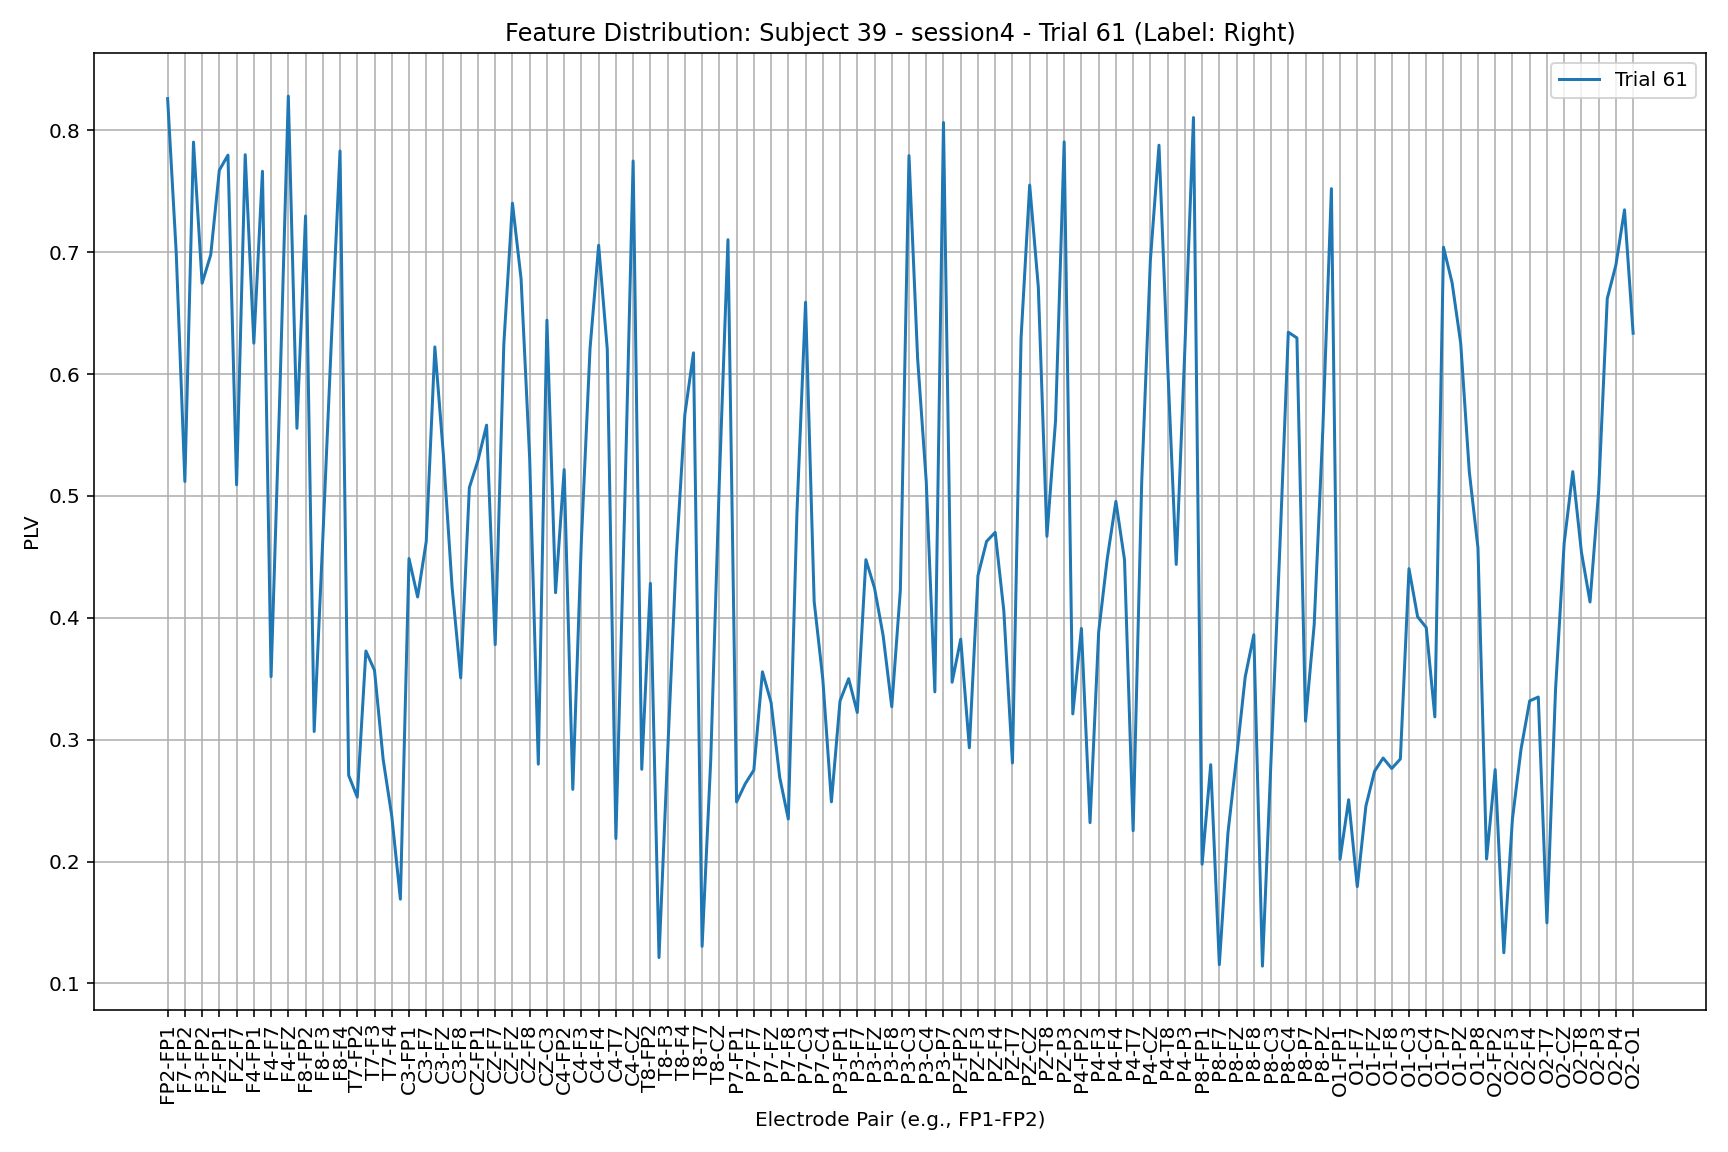 Feature Distribution: Subject 39 - session4 - Trial 61 (Label: Right)
Trial 61
0.8
0.7
0.6
0.5
0.4
0.3
0.2
0.1
PLV
FP2-FP1
F7-FP2
F3-FP2
FZ-FP1
FZ-F7
F4-FP1
F4-F7
F4-FZ
F8-FP2
F8-F3
F8-F4
T7-FP2
T7-F3
T7-F4
C3-FP1
C3-F7
C3-FZ
C3-F8
CZ-FP1
CZ-F7
CZ-FZ
CZ-F8
CZ-C3
C4-FP2
C4-F3
C4-F4
C4-T7
C4-CZ
T8-FP2
T8-F3
T8-F4
T8-T7
T8-CZ
P7-FP1
P7-F7
P7-FZ
P7-F8
P7-C3
P7-C4
P3-FP1
P3-F7
P3-FZ
P3-F8
P3-C3
P3-C4
P3-P7
PZ-FP2
PZ-F3
PZ-F4
PZ-T7
PZ-CZ
PZ-T8
PZ-P3
P4-FP2
P4-F3
P4-F4
P4-T7
P4-CZ
P4-T8
P4-P3
P8-FP1
P8-F7
P8-FZ
P8-F8
P8-C3
P8-C4
P8-P7
P8-PZ
O1-FP1
O1-F7
O1-FZ
O1-F8
O1-C3
O1-C4
O1-P7
O1-PZ
O1-P8
O2-FP2
O2-F3
O2-F4
O2-T7
O2-CZ
O2-T8
O2-P3
O2-P4
O2-O1
Electrode Pair (e.g., FP1-FP2)